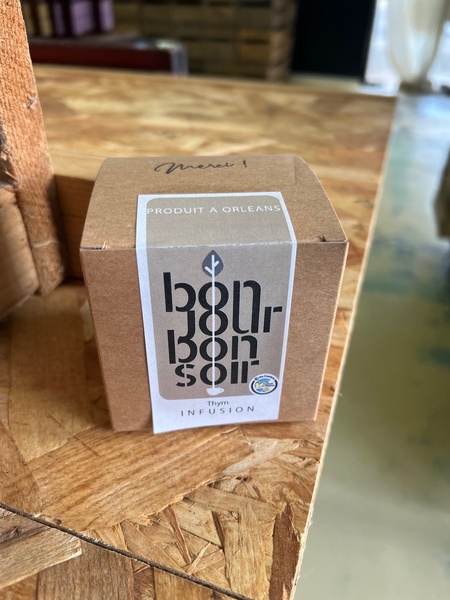 Merci !
PRODUIT A ORLEANS
bon
jour
bon
soir
Thym
INFUSION